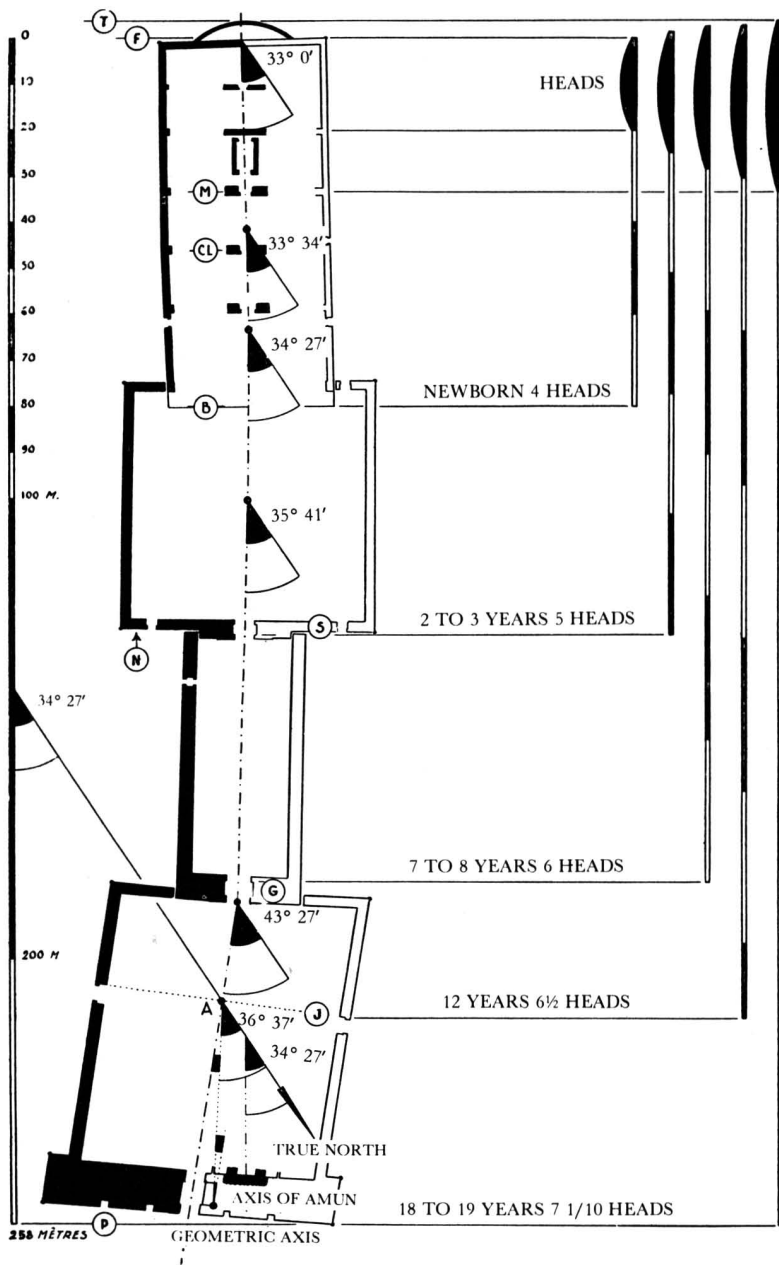 T
0
F
33° 0'
10
HEADS
20
30
M
40
33° 34'
CL
50
60
34° 27'
70
NEWBORN 4 HEADS
80
B
90
100 M.
35° 41'
2 TO 3 YEARS 5 HEADS
S
N
34° 27'
7 TO 8 YEARS 6 HEADS
G
43° 27'
200 M
12 YEARS 6½ HEADS
A
J
36° 37'
34° 27'
TRUE NORTH
AXIS OF AMUN
18 TO 19 YEARS 7 1/10 HEADS
P
258 MÈTRES
GEOMETRIC AXIS